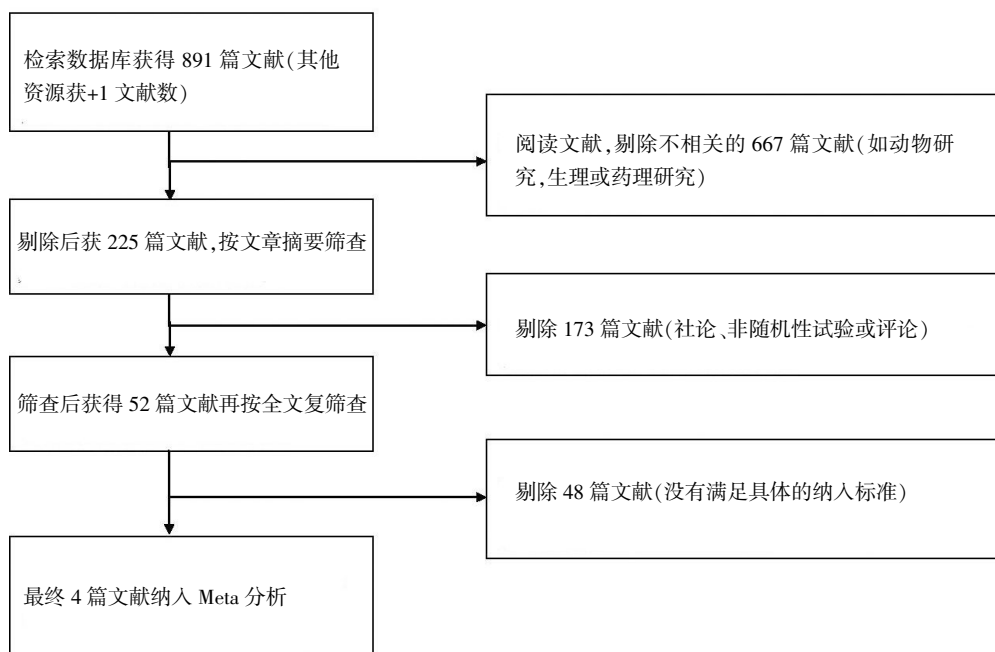 检索数据库获得 891 篇文献(其他
资源获+1 文献数)
阅读文献,剔除不相关的 667 篇文献(如动物研
究,生理或药理研究)
剔除后获 225 篇文献,按文章摘要筛查
剔除 173 篇文献(社论、非随机性试验或评论)
筛查后获得 52 篇文献再按全文复筛查
剔除 48 篇文献(没有满足具体的纳入标准)
最终 4 篇文献纳入 Meta 分析